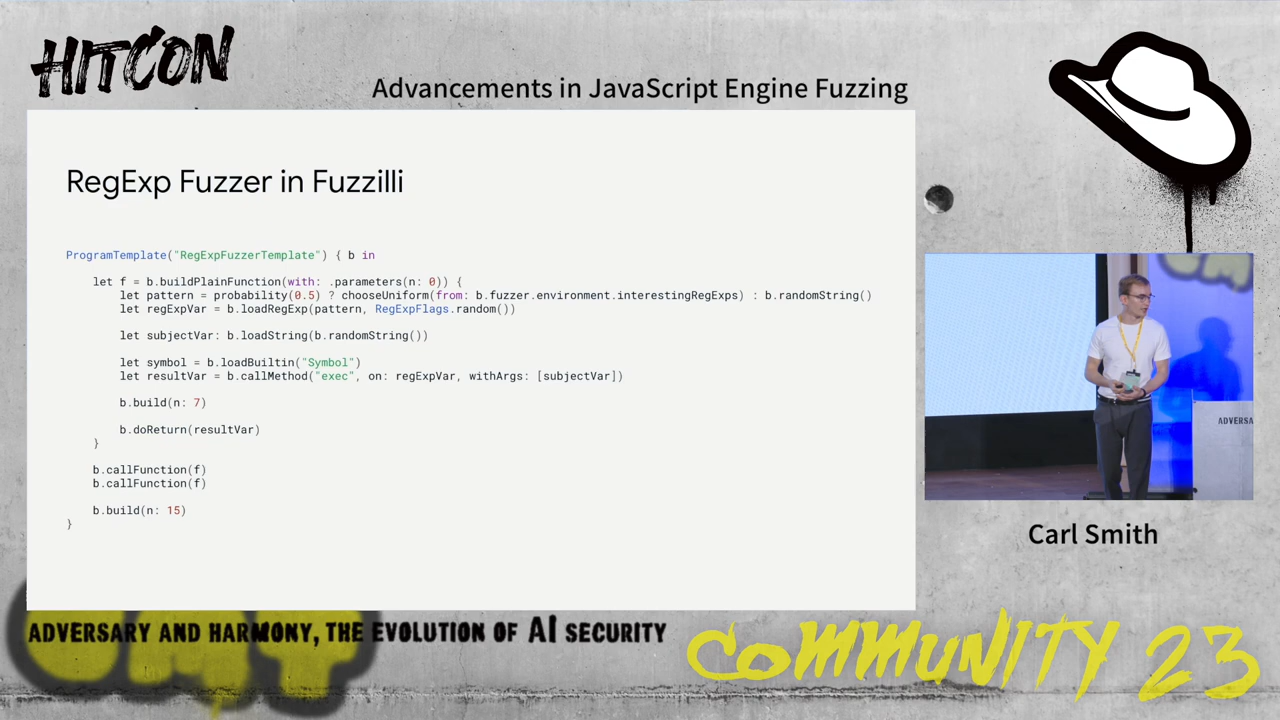 HITCON
Advancements in JavaScript Engine Fuzzing
RegExp Fuzzer in Fuzzilli
ProgramTemplate("RegExpFuzzerTemplate") { b in
let f = b.buildPlainFunction(with: .parameters(n: 0)) {
let pattern = probability(0.5) ? chooseUniform(from: b.fuzzer.environment.interestingRegExps) : b.randomString()
let regExpVar = b.loadRegExp(pattern, RegExpFlags.random())
let subjectVar: b.loadString(b.randomString())
let symbol = b.loadBuiltin("Symbol")
let resultVar = b.callMethod("exec", on: regExpVar, withArgs: [subjectVar])
b.build(n: 7)
b.doReturn(resultVar)
}
b.callFunction(f)
b.callFunction(f)
b.build(n: 15)
}
ADVERSA
Carl Smith
ADVERSARY AND HARMONY, THE EVOLUTION OF AI SECURITY
COMMUNITY 23